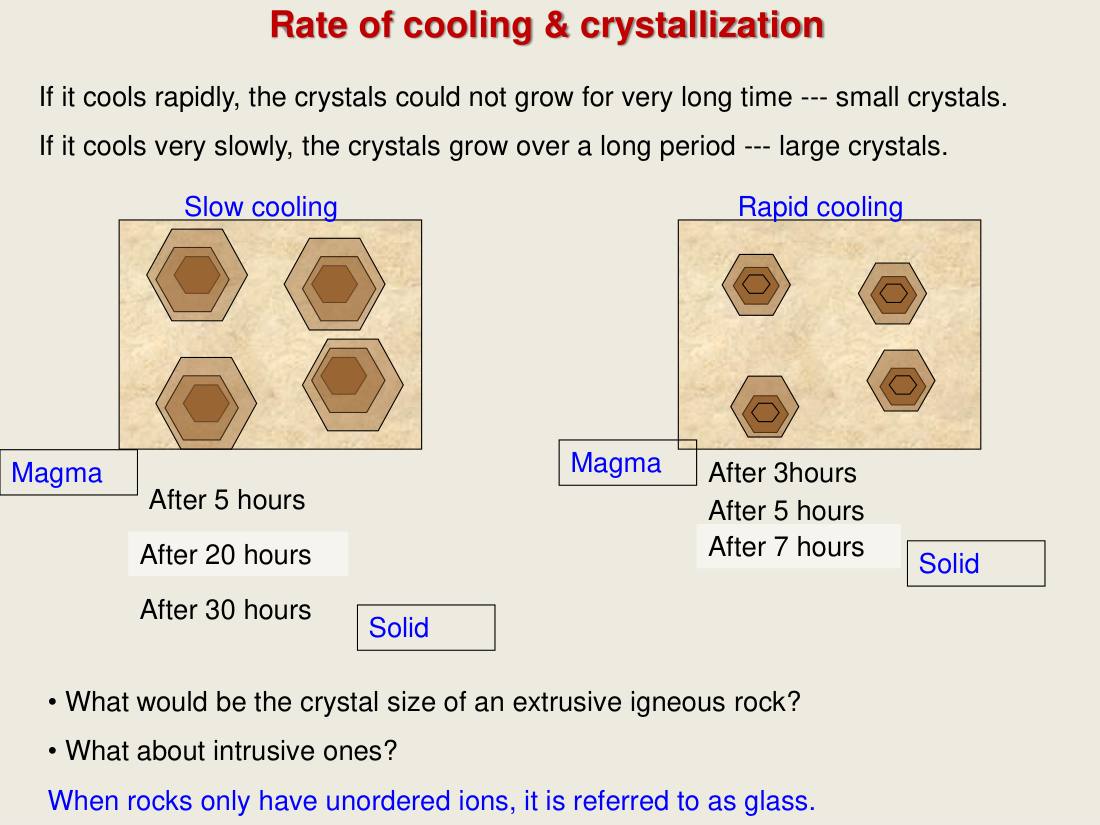 Rate of cooling & crystallization
If it cools rapidly, the crystals could not grow for very long time --- small crystals.
If it cools very slowly, the crystals grow over a long period --- large crystals.
Slow cooling
Magma
After 5 hours
After 20 hours
After 30 hours
Solid
Rapid cooling
Magma
After 3hours
After 5 hours
After 7 hours
Solid
• What would be the crystal size of an extrusive igneous rock?
• What about intrusive ones?
When rocks only have unordered ions, it is referred to as glass.